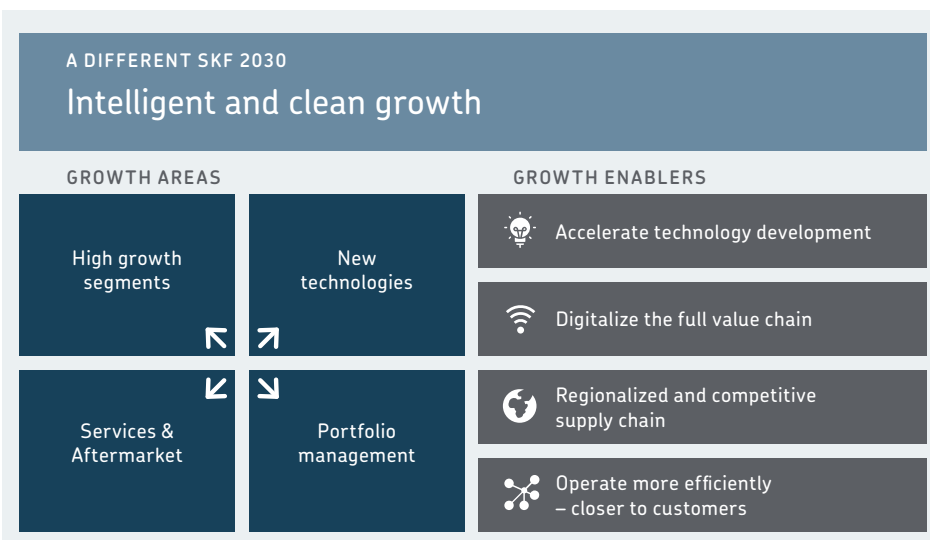 A DIFFERENT SKF 2030
Intelligent and clean growth
GROWTH AREAS
High growth
segments
New
technologies
Services &
Aftermarket
Portfolio
management
GROWTH ENABLERS
Accelerate technology development
Digitalize the full value chain
Regionalized and competitive
supply chain
Operate more efficiently
– closer to customers